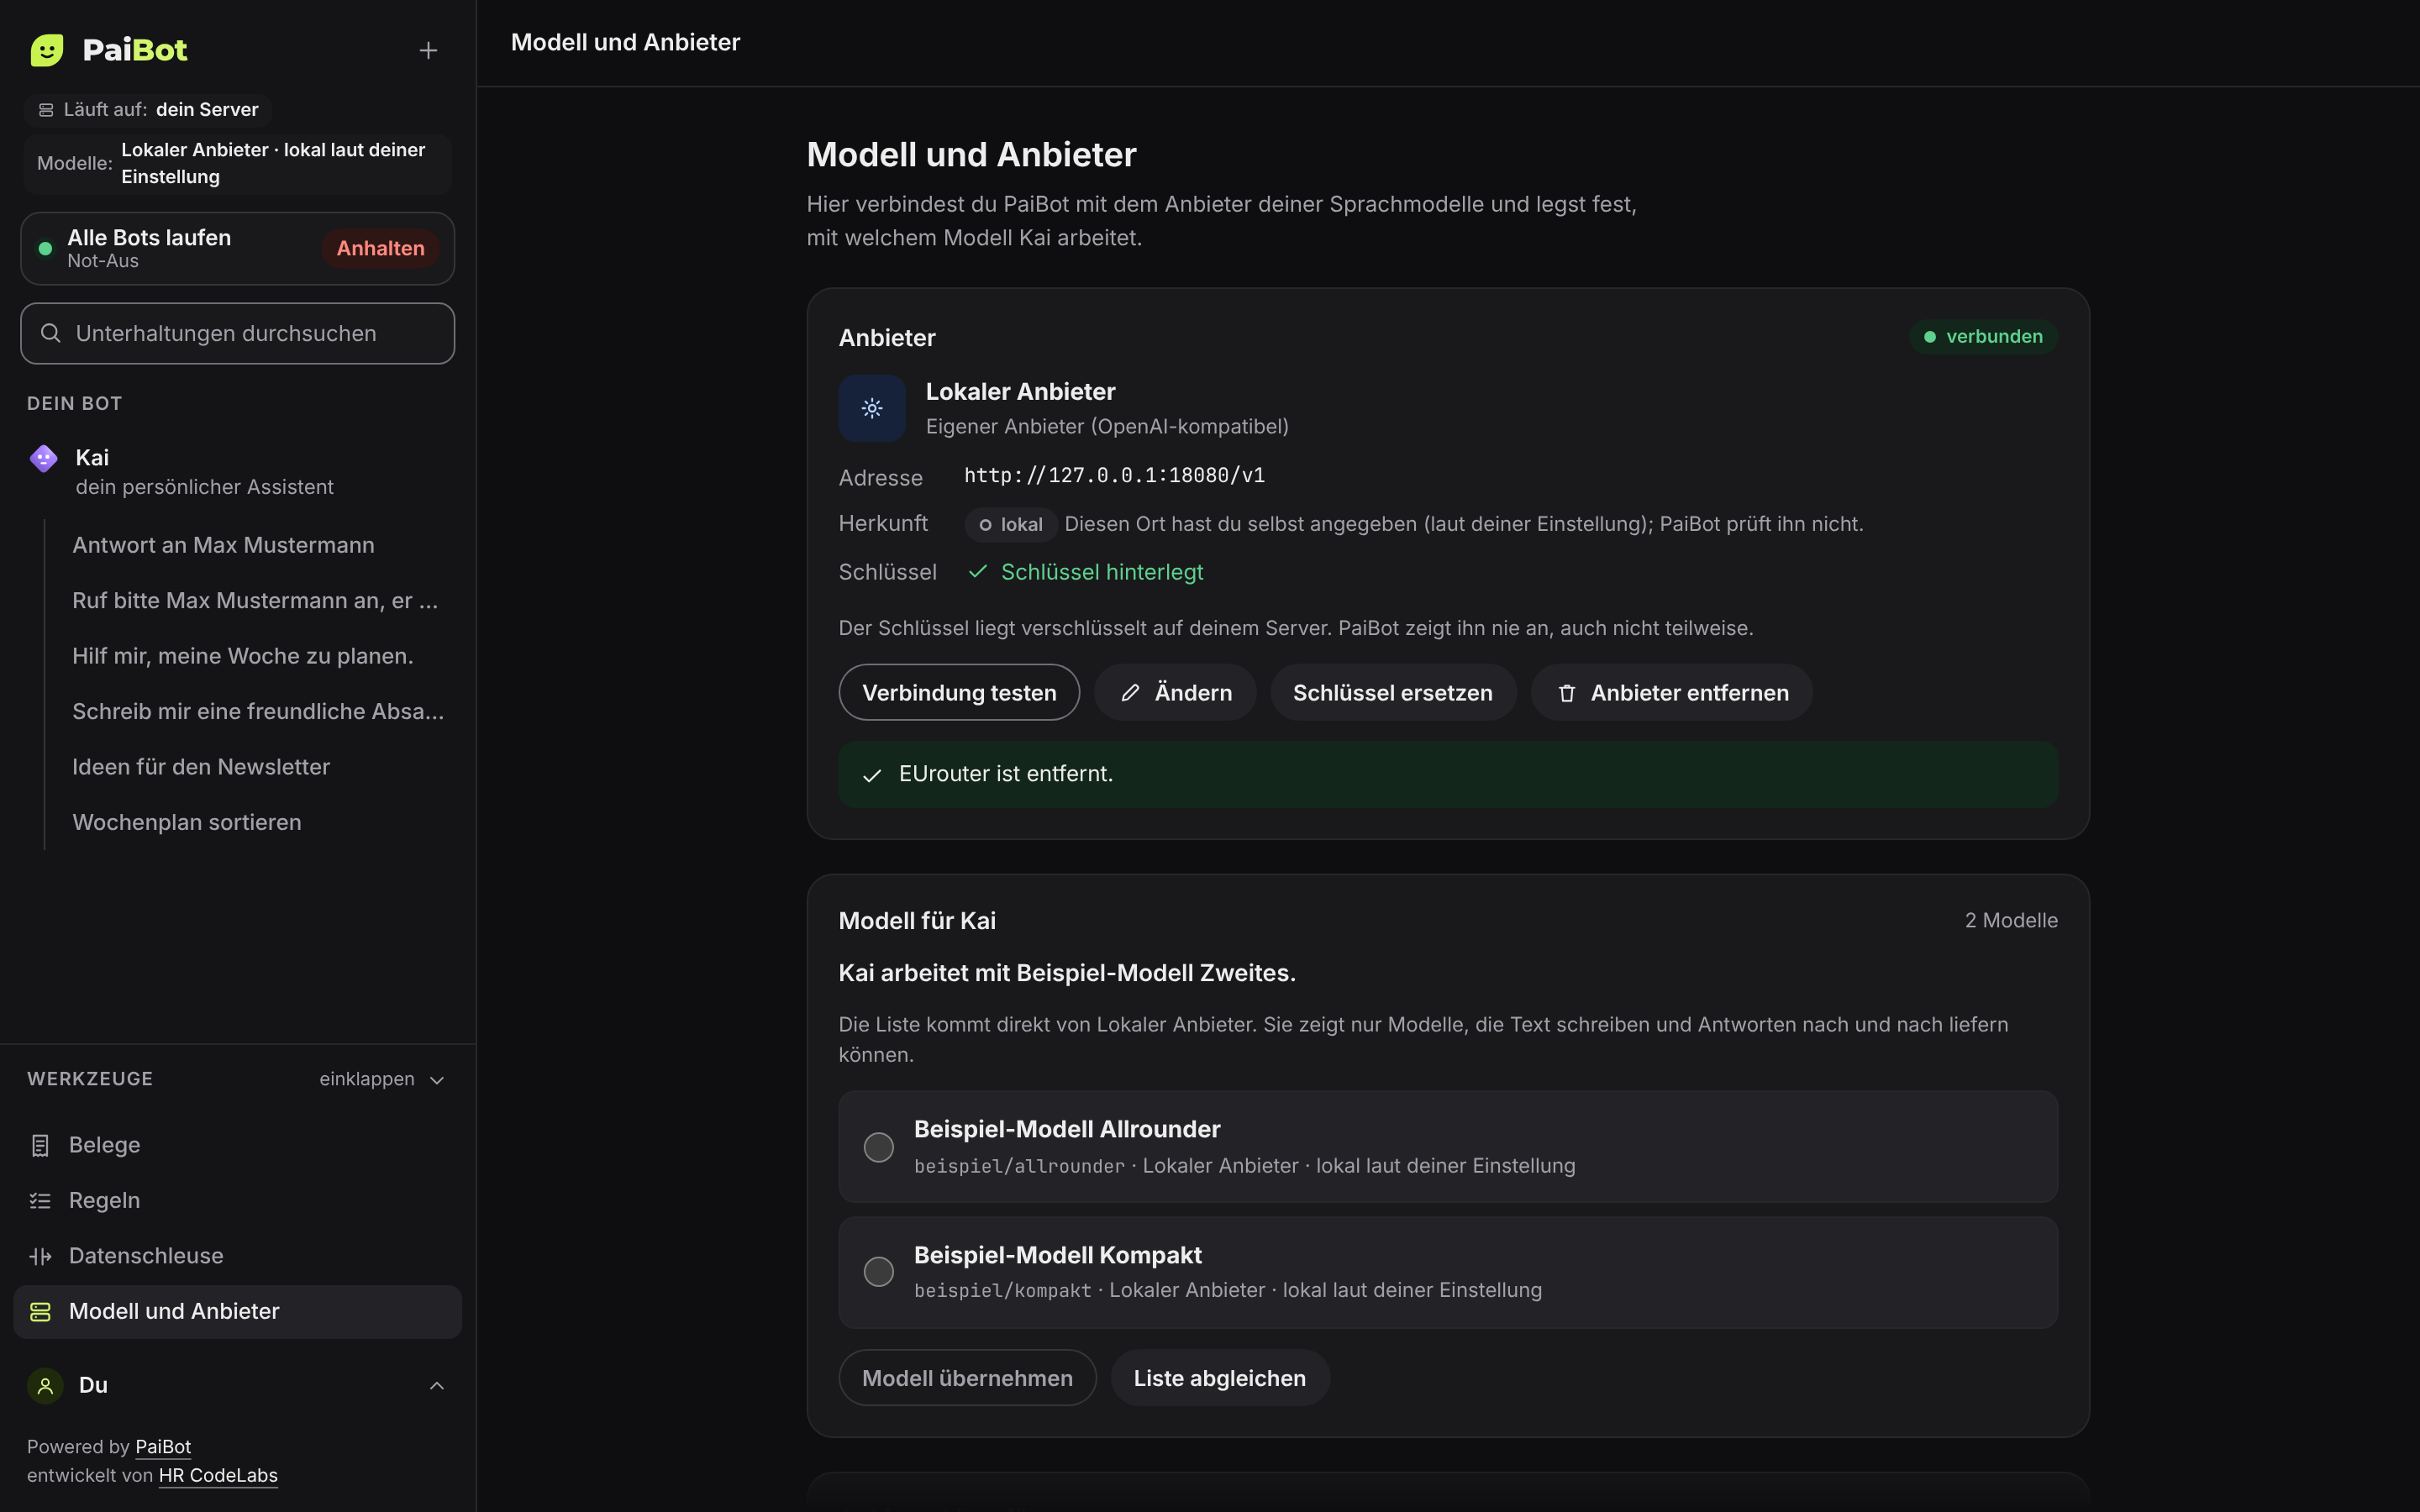 PaiBot
Läuft auf: dein Server
Modelle: Lokaler Anbieter · lokal laut deiner
Einstellung
Alle Bots laufen
Not-Aus
Anhalten
Unterhaltungen durchsuchen
DEIN BOT
Kai
dein persönlicher Assistent
Antwort an Max Mustermann
Ruf bitte Max Mustermann an, er ...
Hilf mir, meine Woche zu planen.
Schreib mir eine freundliche Absa...
Ideen für den Newsletter
Wochenplan sortieren
WERKZEUGE
einklappen
Belege
Regeln
Datenschleuse
Modell und Anbieter
Du
Powered by PaiBot
entwickelt von HR CodeLabs
Modell und Anbieter
Modell und Anbieter
Hier verbindest du PaiBot mit dem Anbieter deiner Sprachmodelle und legst fest,
mit welchem Modell Kai arbeitet.
Anbieter
verbunden
Lokaler Anbieter
Eigener Anbieter (OpenAI-kompatibel)
Adresse http://127.0.0.1:18080/v1
Herkunft lokal Diesen Ort hast du selbst angegeben (laut deiner Einstellung); PaiBot prüft ihn nicht.
Schlüssel Schlüssel hinterlegt
Der Schlüssel liegt verschlüsselt auf deinem Server. PaiBot zeigt ihn nie an, auch nicht teilweise.
Verbindung testen Ändern Schlüssel ersetzen Anbieter entfernen
EUrouter ist entfernt.
Modell für Kai
2 Modelle
Kai arbeitet mit Beispiel-Modell Zweites.
Die Liste kommt direkt von Lokaler Anbieter. Sie zeigt nur Modelle, die Text schreiben und Antworten nach und nach liefern
können.
Beispiel-Modell Allrounder
beispiel/allrounder · Lokaler Anbieter · lokal laut deiner Einstellung
Beispiel-Modell Kompakt
beispiel/kompakt · Lokaler Anbieter · lokal laut deiner Einstellung
Modell übernehmen Liste abgleichen